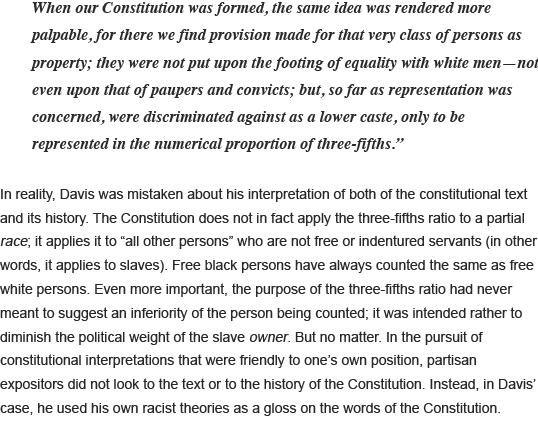 When our Constitution was formed, the same idea was rendered more
palpable, for there we find provision made for that very class of persons as
property; they were not put upon the footing of equality with white men—not
even upon that of paupers and convicts; but, so far as representation was
concerned, were discriminated against as a lower caste, only to be
represented in the numerical proportion of three-fifths.”
In reality, Davis was mistaken about his interpretation of both of the constitutional text
and its history. The Constitution does not in fact apply the three-fifths ratio to a partial
race; it applies it to “all other persons” who are not free or indentured servants (in other
words, it applies to slaves). Free black persons have always counted the same as free
white persons. Even more important, the purpose of the three-fifths ratio had never
meant to suggest an inferiority of the person being counted; it was intended rather to
diminish the political weight of the slave owner. But no matter. In the pursuit of
constitutional interpretations that were friendly to one’s own position, partisan
expositors did not look to the text or to the history of the Constitution. Instead, in Davis’
case, he used his own racist theories as a gloss on the words of the Constitution.